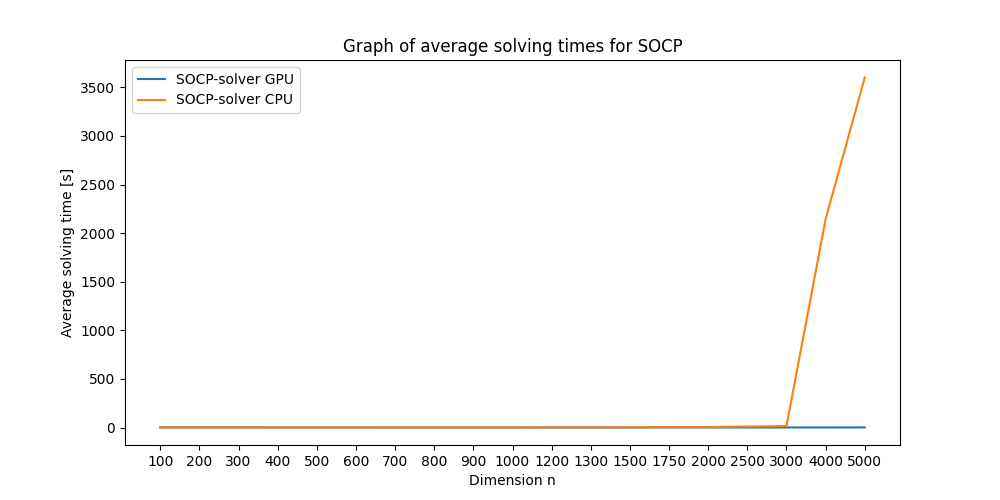 Graph of average solving times for SOCP
SOCP-solver GPU
SOCP-solver CPU
Average solving time [s]
3500
3000
2500
2000
1500
1000
500
0
100 200 300 400 500 600 700 800 900 1000 1200 1300 1500 1750 2000 2500 3000 4000 5000
Dimension n